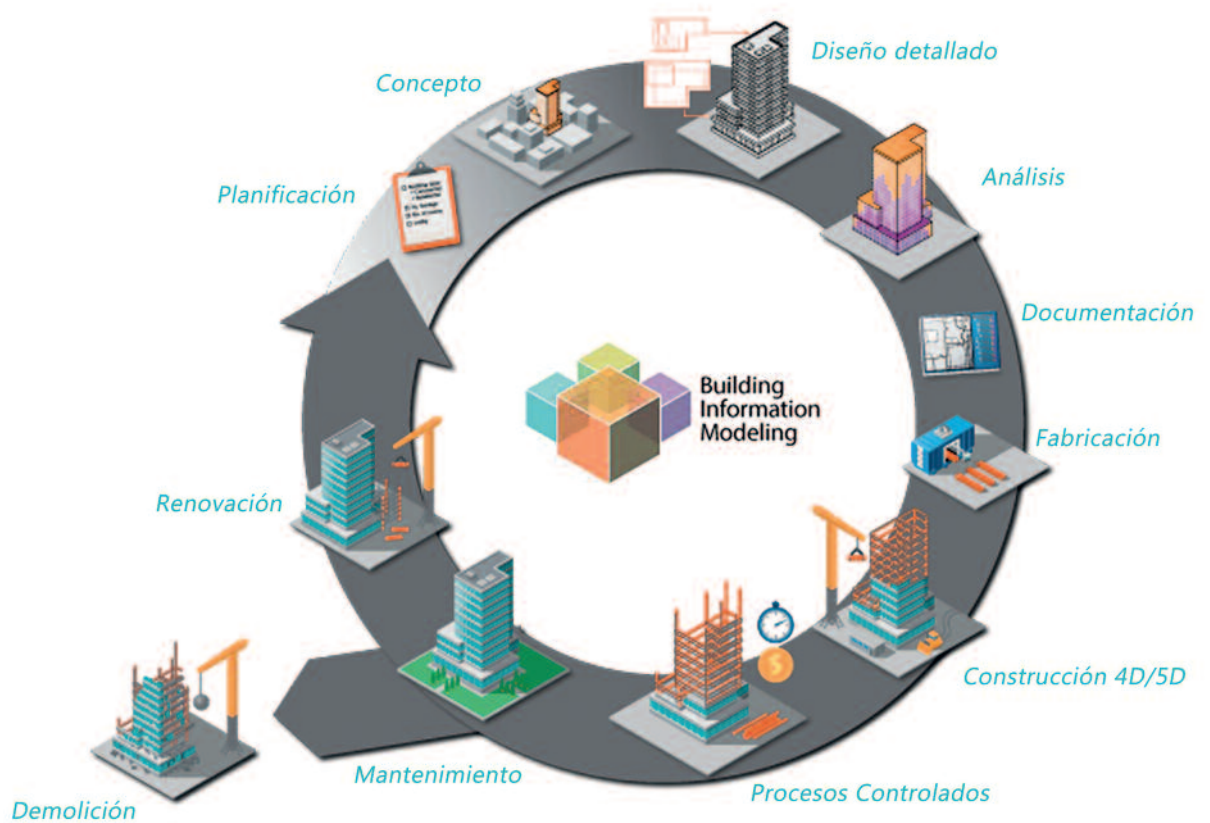 Diseño detallado
Concepto
Análisis
Planificación
Documentación
Building
Information
Modeling
Fabricación
Renovación
Construcción 4D/5D
Mantenimiento
Procesos Controlados
Demolición
$